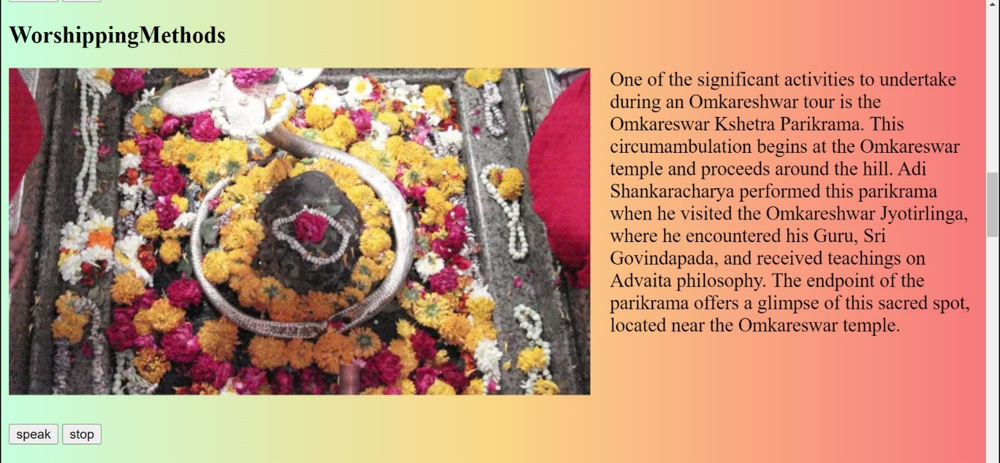 WorshippingMethods
One of the significant activities to undertake
during an Omkareshwar tour is the
Omkareswar Kshetra Parikrama. This
circumambulation begins at the Omkareswar
temple and proceeds around the hill. Adi
Shankaracharya performed this parikrama
when he visited the Omkareshwar Jyotirlinga,
where he encountered his Guru, Sri
Govindapada, and received teachings on
Advaita philosophy. The endpoint of the
parikrama offers a glimpse of this sacred spot,
located near the Omkareswar temple.
speak stop